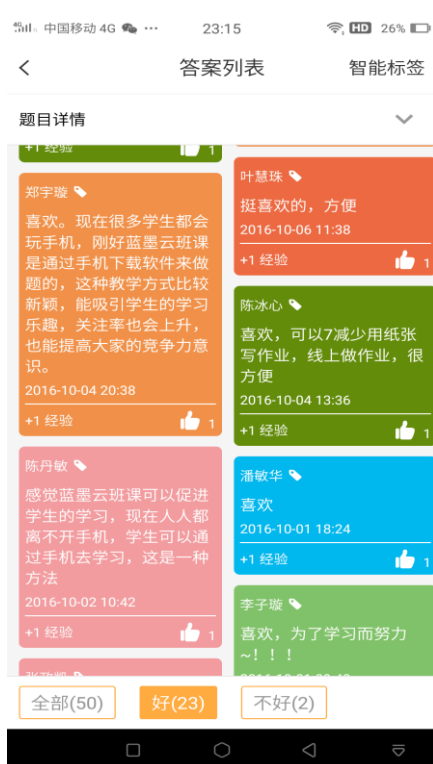 中国移动 4G
23:15
HD 26%
答案列表
智能标签
题目详情
+1 经验
1
郑宇璇
喜欢。现在很多学生都会
玩手机，刚好蓝墨云班课
是通过手机下载软件来做
题的，这种教学方式比较
新颖，能吸引学生的学习
乐趣，关注率也会上升，
也能提高大家的竞争力意
识。
2016-10-04 20:38
+1 经验
1
陈丹敏
感觉蓝墨云班课可以促进
学生的学习，现在人人都
离不开手机，学生可以通
过手机去学习，这是一种
方法
2016-10-02 10:42
+1 经验
1
叶慧珠
挺喜欢的，方便
2016-10-06 11:38
+1 经验
1
陈冰心
喜欢，可以7减少用纸张
写作业，线上做作业，很
方便
2016-10-04 13:36
+1 经验
1
潘敏华
喜欢
2016-10-01 18:24
+1 经验
1
李子璇
喜欢，为了学习而努力
~！！！
全部(50)
好(23)
不好(2)